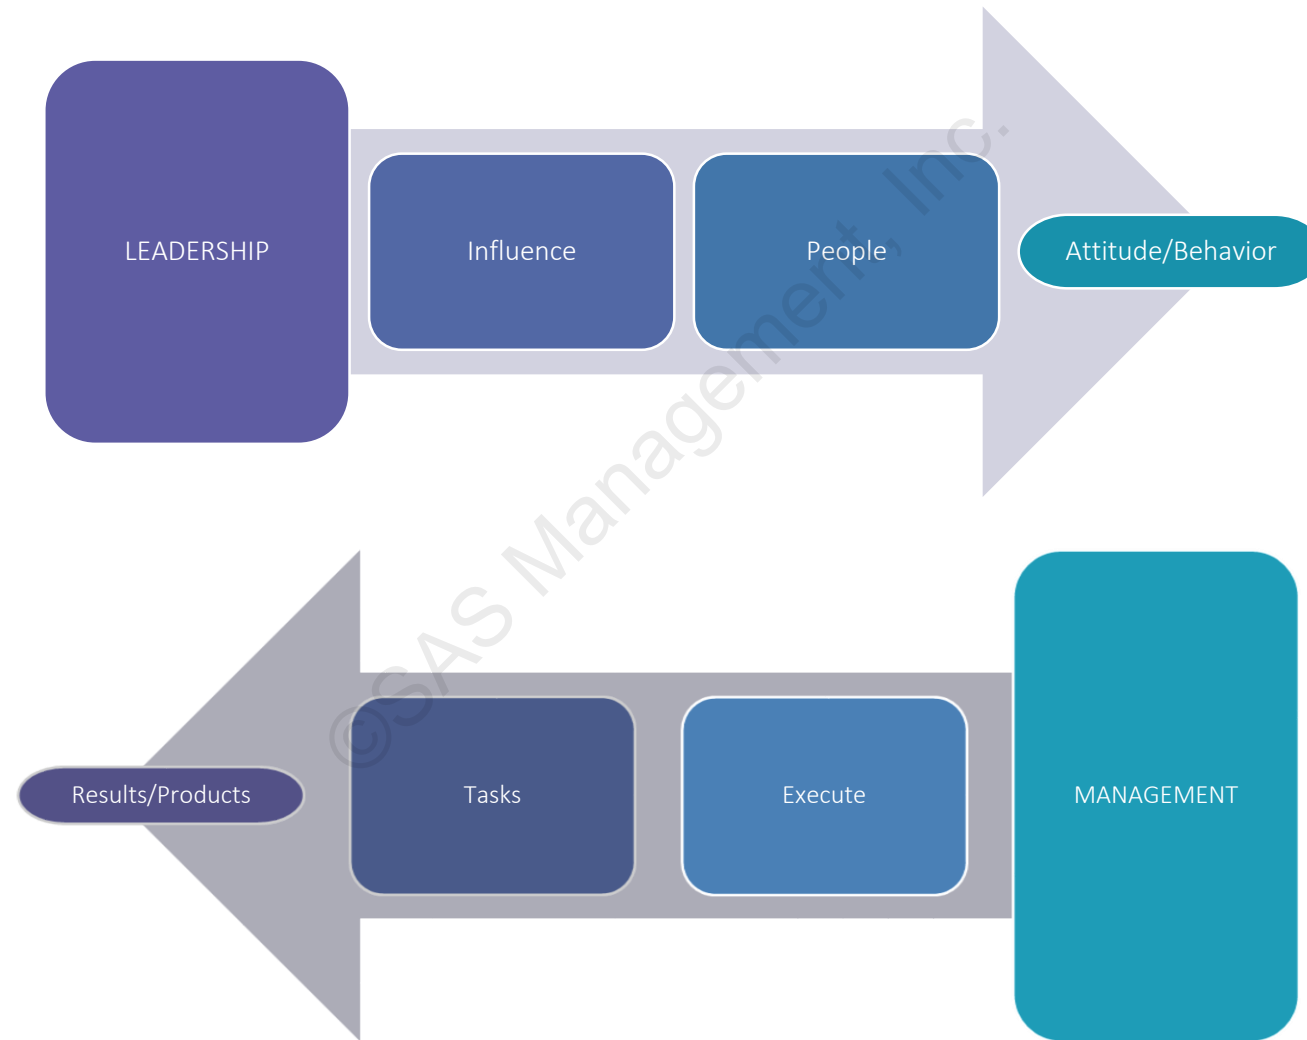 LEADERSHIP
Influence
People
Attitude/Behavior
©SAS Management, Inc.
Results/Products
Tasks
Execute
MANAGEMENT